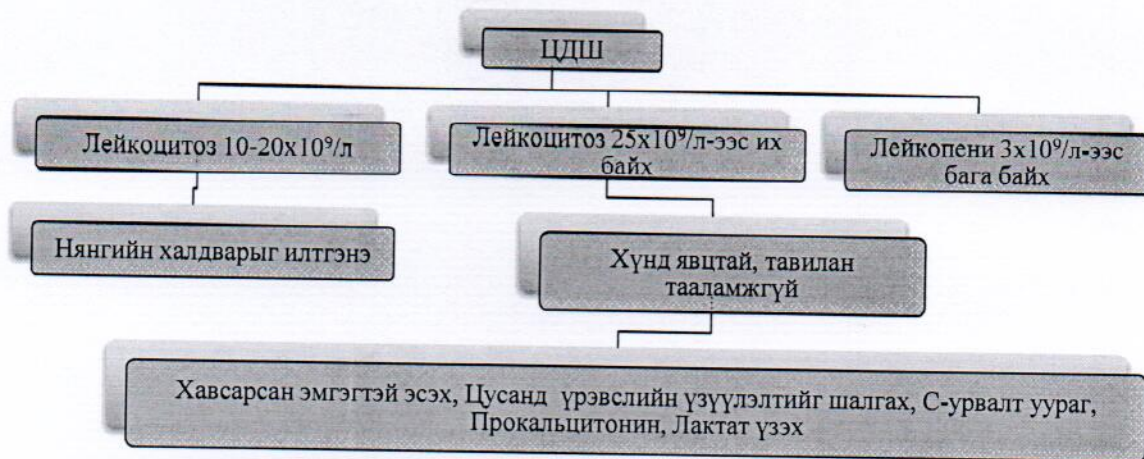 ЦДШ
Лейкоцитоз 10-20х10⁹/л
Лейкоцитоз 25х10⁹/л-ээс их
байх
Лейкопени 3х10⁹/л-ээс
бага байх
Нянгийн халдварыг илтгэнэ
Хүнд явцтай, тавилан
тааламжгүй
Хавсарсан эмгэгтэй эсэх, Цусанд үрэвслийн үзүүлэлтийг шалгах, С-урвалт уураг,
Прокальцитонин, Лактат үзэх